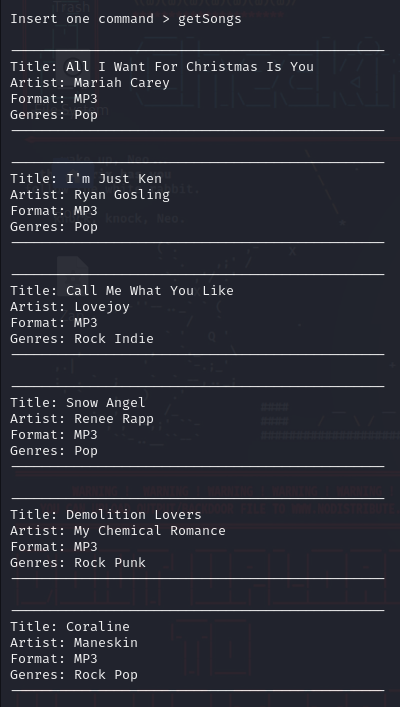 Insert one command > getSongs
Title: All I Want For Christmas Is You
Artist: Mariah Carey
Format: MP3
Genres: Pop
Title: I'm Just Ken
Artist: Ryan Gosling
Format: MP3
Genres: Pop
Title: Call Me What You Like
Artist: Lovejoy
Format: MP3
Genres: Rock Indie
Title: Snow Angel
Artist: Renee Rapp
Format: MP3
Genres: Pop
Title: Demolition Lovers
Artist: My Chemical Romance
Format: MP3
Genres: Rock Punk
Title: Coraline
Artist: Maneskin
Format: MP3
Genres: Rock Pop